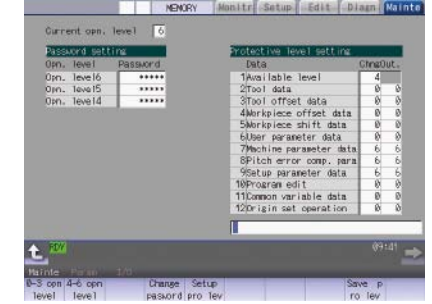 MEMORY Monitr Setup Edit Diagn Mainte
Current opn. level 6
Password setting
Opn. level Password
Opn. level6 *****
Opn. level5 *****
Opn. level4 *****
Protective level setting
Data Chng Out.
1 Available level 4
2 Tool data 0 0
3 Tool offset data 0 0
4 Workpiece offset data 0 0
5 Workpiece shift data 0 0
6 User parameter data 0 0
7 Machine parameter data 6 6
8 Pitch error comp. para 6 6
9 Setup parameter data 6 6
10 Program edit 0 0
11 Common variable data 0 0
12 Origin set operation 0 0
RDY 09:41
Mainte Param I/O
0-3 opn level 4-6 opn level Change pasword Setup pro lev Save p ro lev